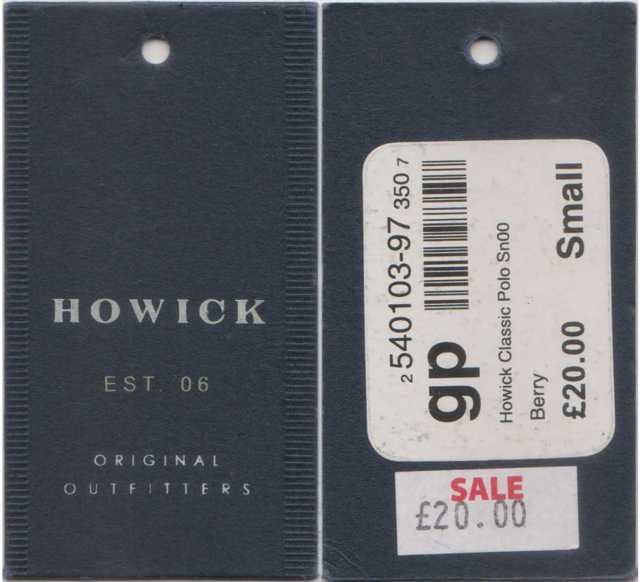 HOWICK
EST. '06
ORIGINAL
OUTFITTERS
2 540103-97 350 7
gp
Howick Classic Polo Sn00
Berry
£20.00 Small
SALE
£20.00